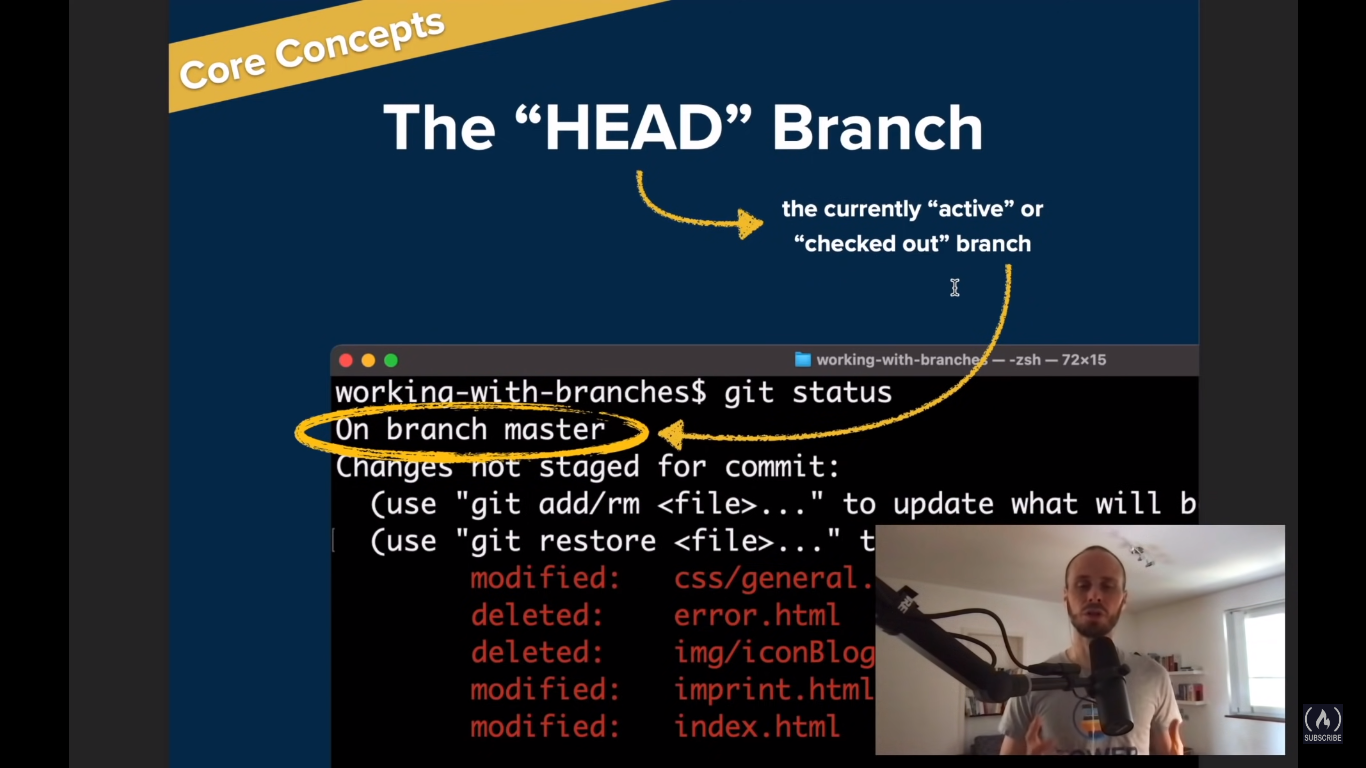 Core Concepts
The “HEAD” Branch
the currently “active” or
“checked out” branch
working-with-branches — -zsh — 72×15
working-with-branches$ git status
On branch master
Changes not staged for commit:
(use "git add/rm <file>..." to update what will b
(use "git restore <file>..." t
modified: css/general.
deleted: error.html
deleted: img/iconBlog
modified: imprint.html
modified: index.html
SUBSCRIBE